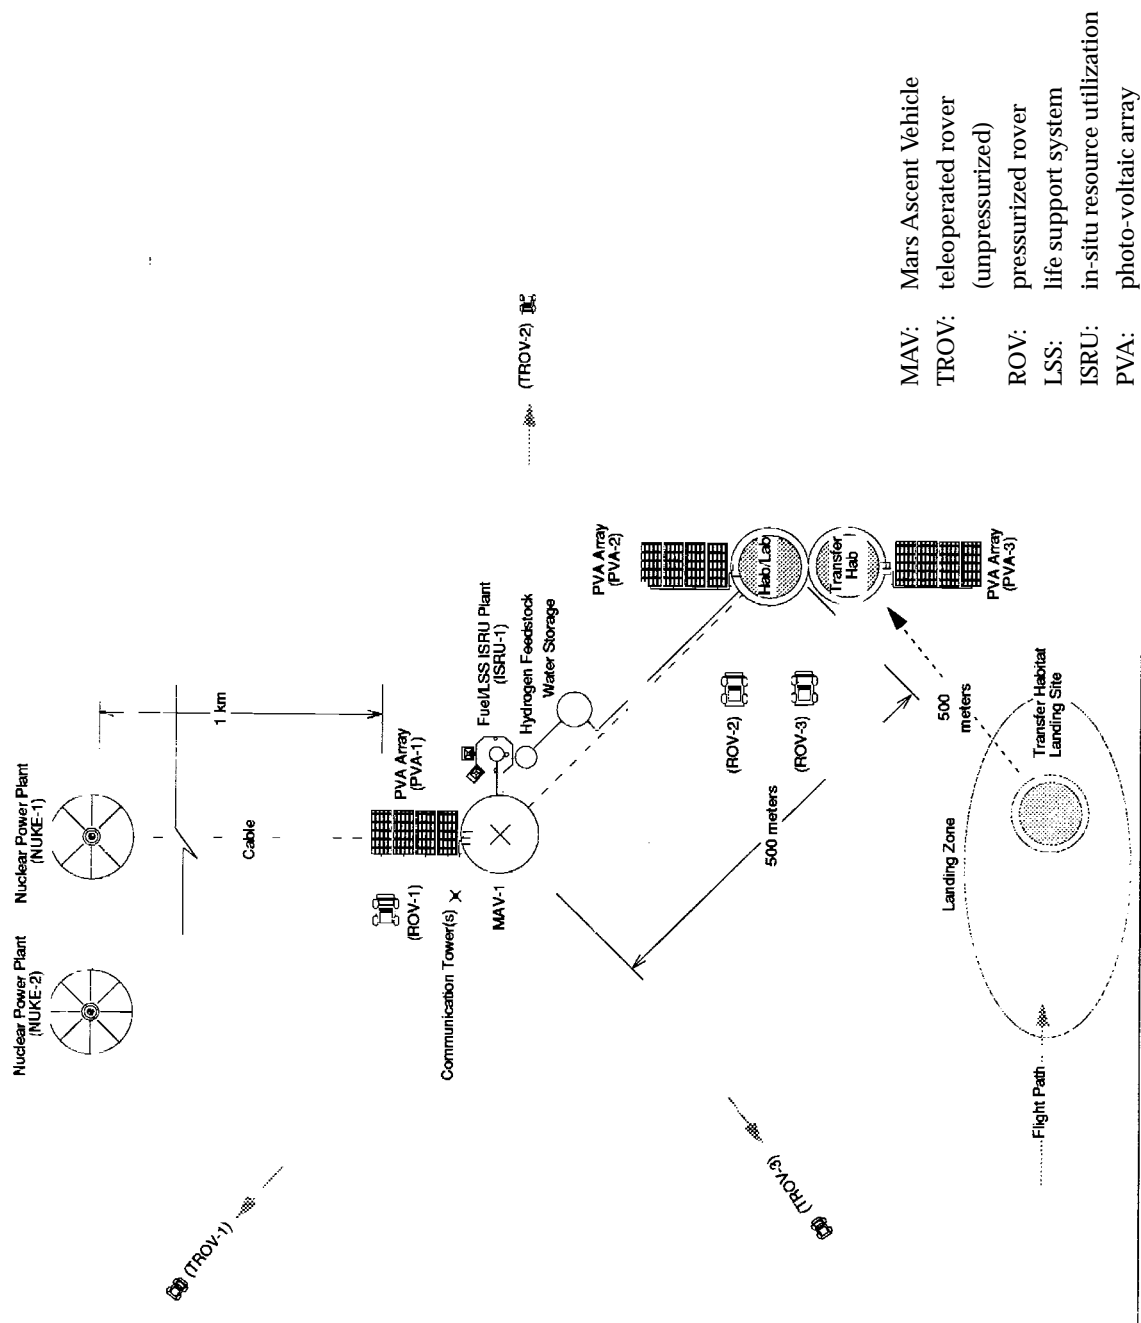 Nuclear Power Plant
(NUKE-2)
Nuclear Power Plant
(NUKE-1)
(TROV-1)
Cable
1 km
(ROV-1)
PVA Array
(PVA-1)
Communication Tower(s)
MAV-1
Fuel/LSS ISRU Plant
(ISRU-1)
Hydrogen Feedstock
Water Storage
(TROV-2)
PVA Array
(PVA-2)
Hab/Lab
Transfer
Hab
PVA Array
(PVA-3)
(ROV-2)
(ROV-3)
500 meters
(TROV-3)
500
meters
Landing Zone
Transfer Habitat
Landing Site
Flight Path
MAV: Mars Ascent Vehicle
TROV: teleoperated rover
(unpressurized)
ROV: pressurized rover
LSS: life support system
ISRU: in-situ resource utilization
PVA: photo-voltaic array